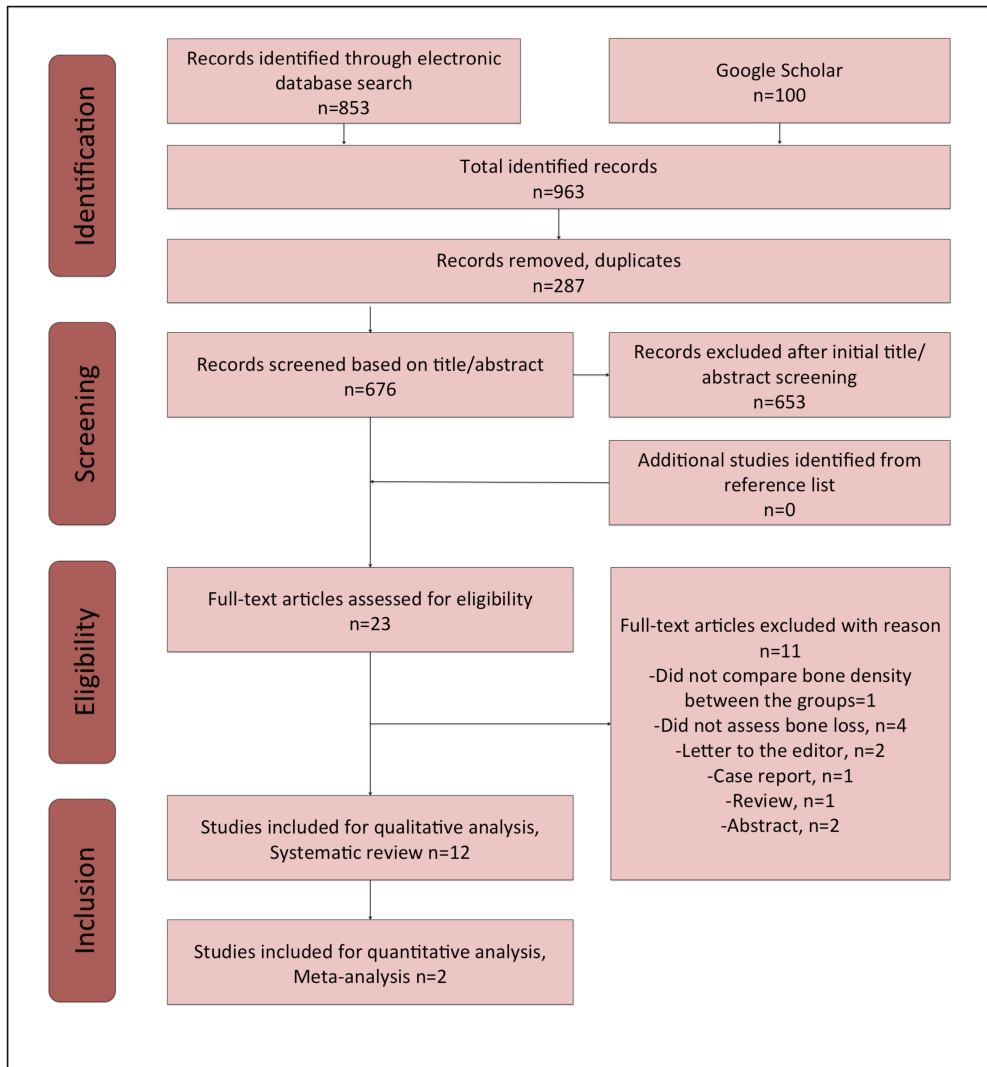 Identification
Records identified through electronic
database search
n=853
Google Scholar
n=100
Total identified records
n=963
Records removed, duplicates
n=287
Screening
Records screened based on title/abstract
n=676
Records excluded after initial title/
abstract screening
n=653
Additional studies identified from
reference list
n=0
Eligibility
Full-text articles assessed for eligibility
n=23
Full-text articles excluded with reason
n=11
-Did not compare bone density
between the groups=1
-Did not assess bone loss, n=4
-Letter to the editor, n=2
-Case report, n=1
-Review, n=1
-Abstract, n=2
Inclusion
Studies included for qualitative analysis,
Systematic review n=12
Studies included for quantitative analysis,
Meta-analysis n=2